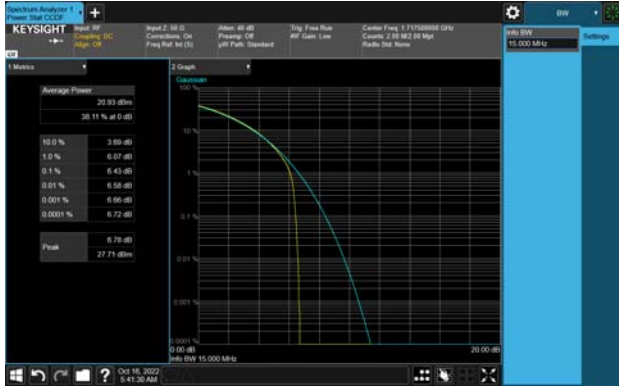 Spectrum Analyzer 1
Power Stat CCDF
+
BW
KEYSIGHT
Input: RF
Coupling: DC
Align: Off
Input Z: 50 Ω
Corrections: On
Freq Ref: Int (S)
Atten: 40 dB
Preamp: Off
µW Path: Standard
Trig: Free Run
#IF Gain: Low
Center Freq: 1.717500000 GHz
Counts: 2.00 M/2.00 Mpt
Radio Std: None
Info BW
15.000 MHz
Settings
1 Metrics
2 Graph
Gaussian
Average Power
20.93 dBm
38.11 % at 0 dB
10.0 % 3.69 dB
1.0 % 6.07 dB
0.1 % 6.43 dB
0.01 % 6.58 dB
0.001 % 6.66 dB
0.0001 % 6.72 dB
Peak
6.78 dB
27.71 dBm
100 %
10 %
1 %
0.1 %
0.01 %
0.001 %
0.0001 %
0.00 dB
20.00 dB
Info BW 15.000 MHz
?
Oct 16, 2022
5:41:30 AM